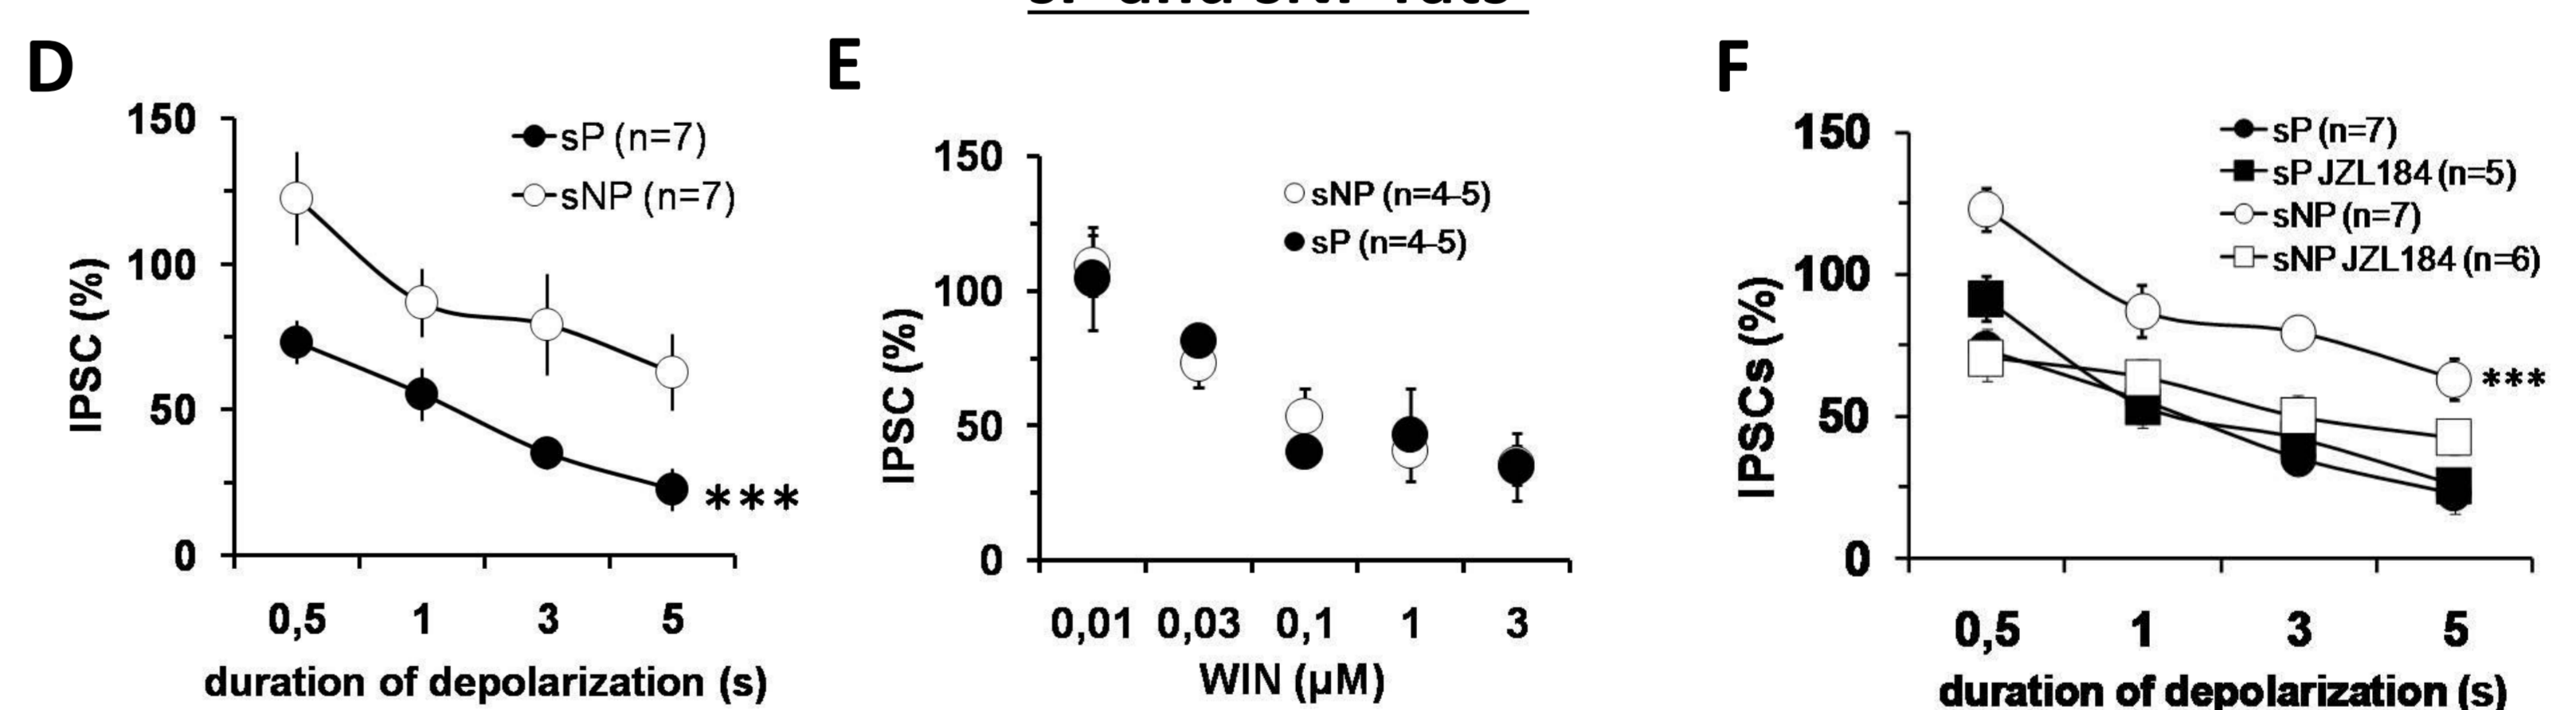 D
150
100
50
0
IPSC (%)
sP (n=7)
sNP (n=7)
***
0,5 1 3 5
duration of depolarization (s)
E
150
100
50
0
IPSC (%)
sNP (n=4-5)
sP (n=4-5)
0,01 0,03 0,1 1 3
WIN (µM)
F
150
100
50
0
IPSCs (%)
sP (n=7)
sP JZL184 (n=5)
sNP (n=7)
sNP JZL184 (n=6)
***
0,5 1 3 5
duration of depolarization (s)